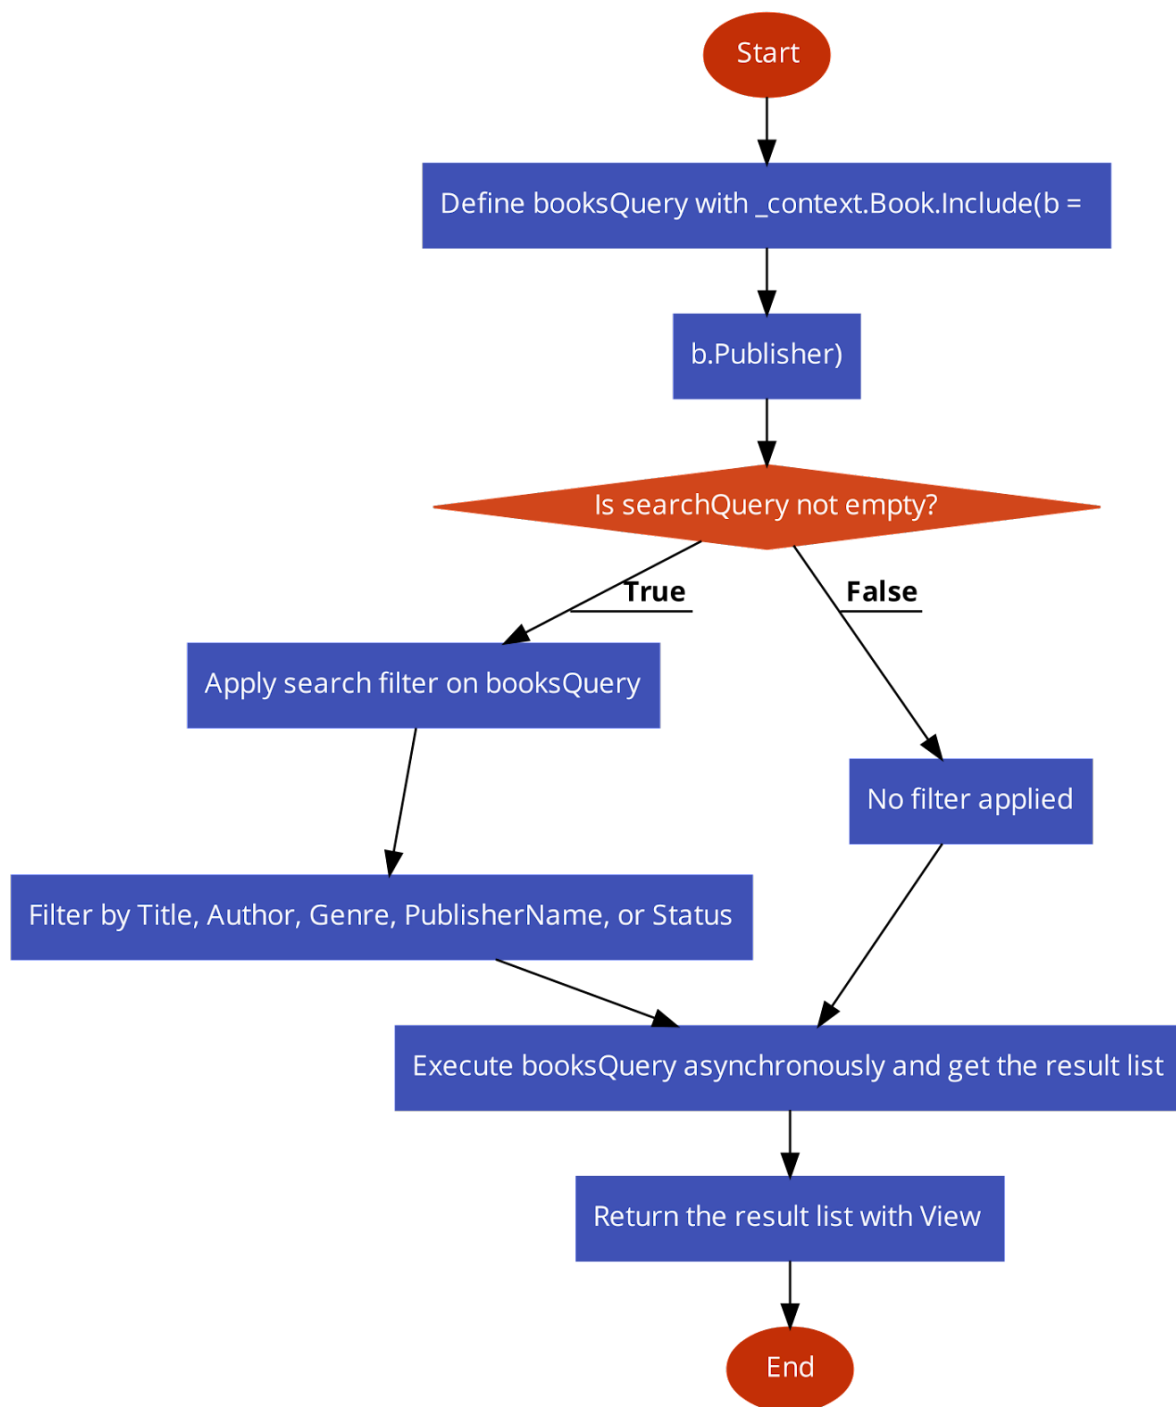 Start
Define booksQuery with _context.Book.Include(b =
b.Publisher)
Is searchQuery not empty?
True
False
Apply search filter on booksQuery
No filter applied
Filter by Title, Author, Genre, PublisherName, or Status
Execute booksQuery asynchronously and get the result list
Return the result list with View
End